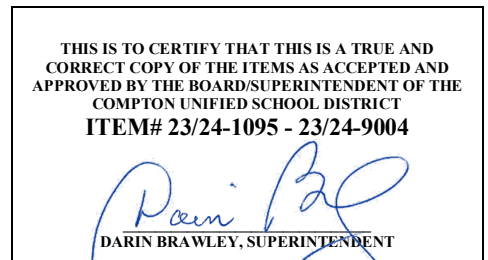 THIS IS TO CERTIFY THAT THIS IS A TRUE AND
CORRECT COPY OF THE ITEMS AS ACCEPTED AND
APPROVED BY THE BOARD/SUPERINTENDENT OF THE
COMPTON UNIFIED SCHOOL DISTRICT
ITEM# 23/24-1095 - 23/24-9004
DARIN BRAWLEY, SUPERINTENDENT